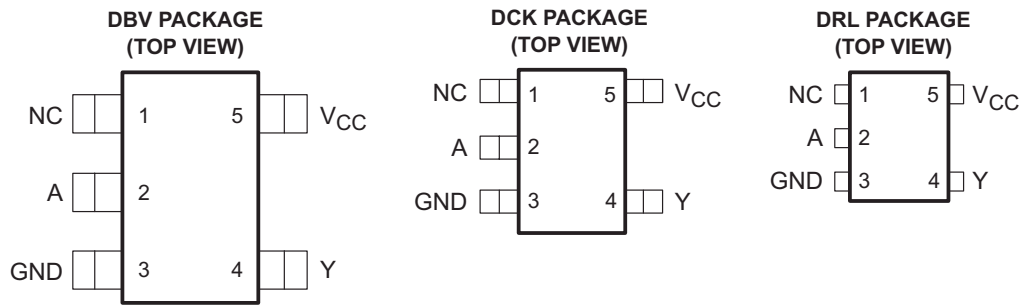 DBV PACKAGE
(TOP VIEW)
NC 1 5 VCC
A 2
GND 3 4 Y
DCK PACKAGE
(TOP VIEW)
NC 1 5 VCC
A 2
GND 3 4 Y
DRL PACKAGE
(TOP VIEW)
NC 1 5 VCC
A 2
GND 3 4 Y